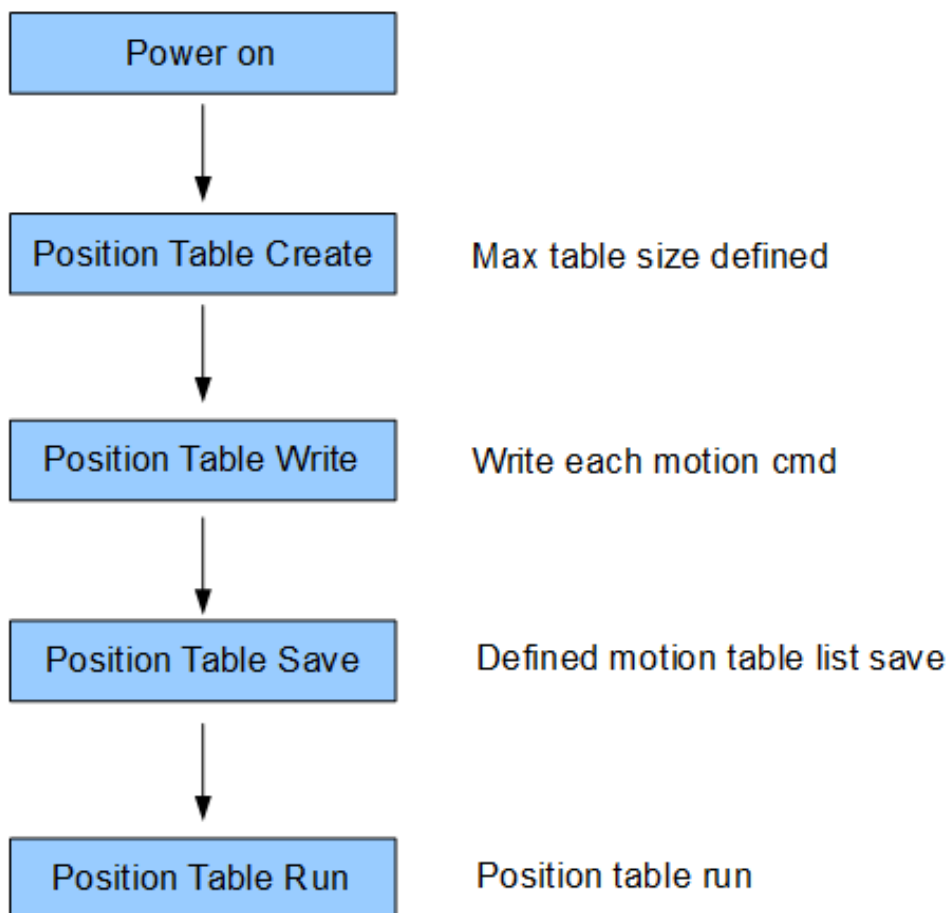 Power on
Position Table Create
Max table size defined
Position Table Write
Write each motion cmd
Position Table Save
Defined motion table list save
Position Table Run
Position table run